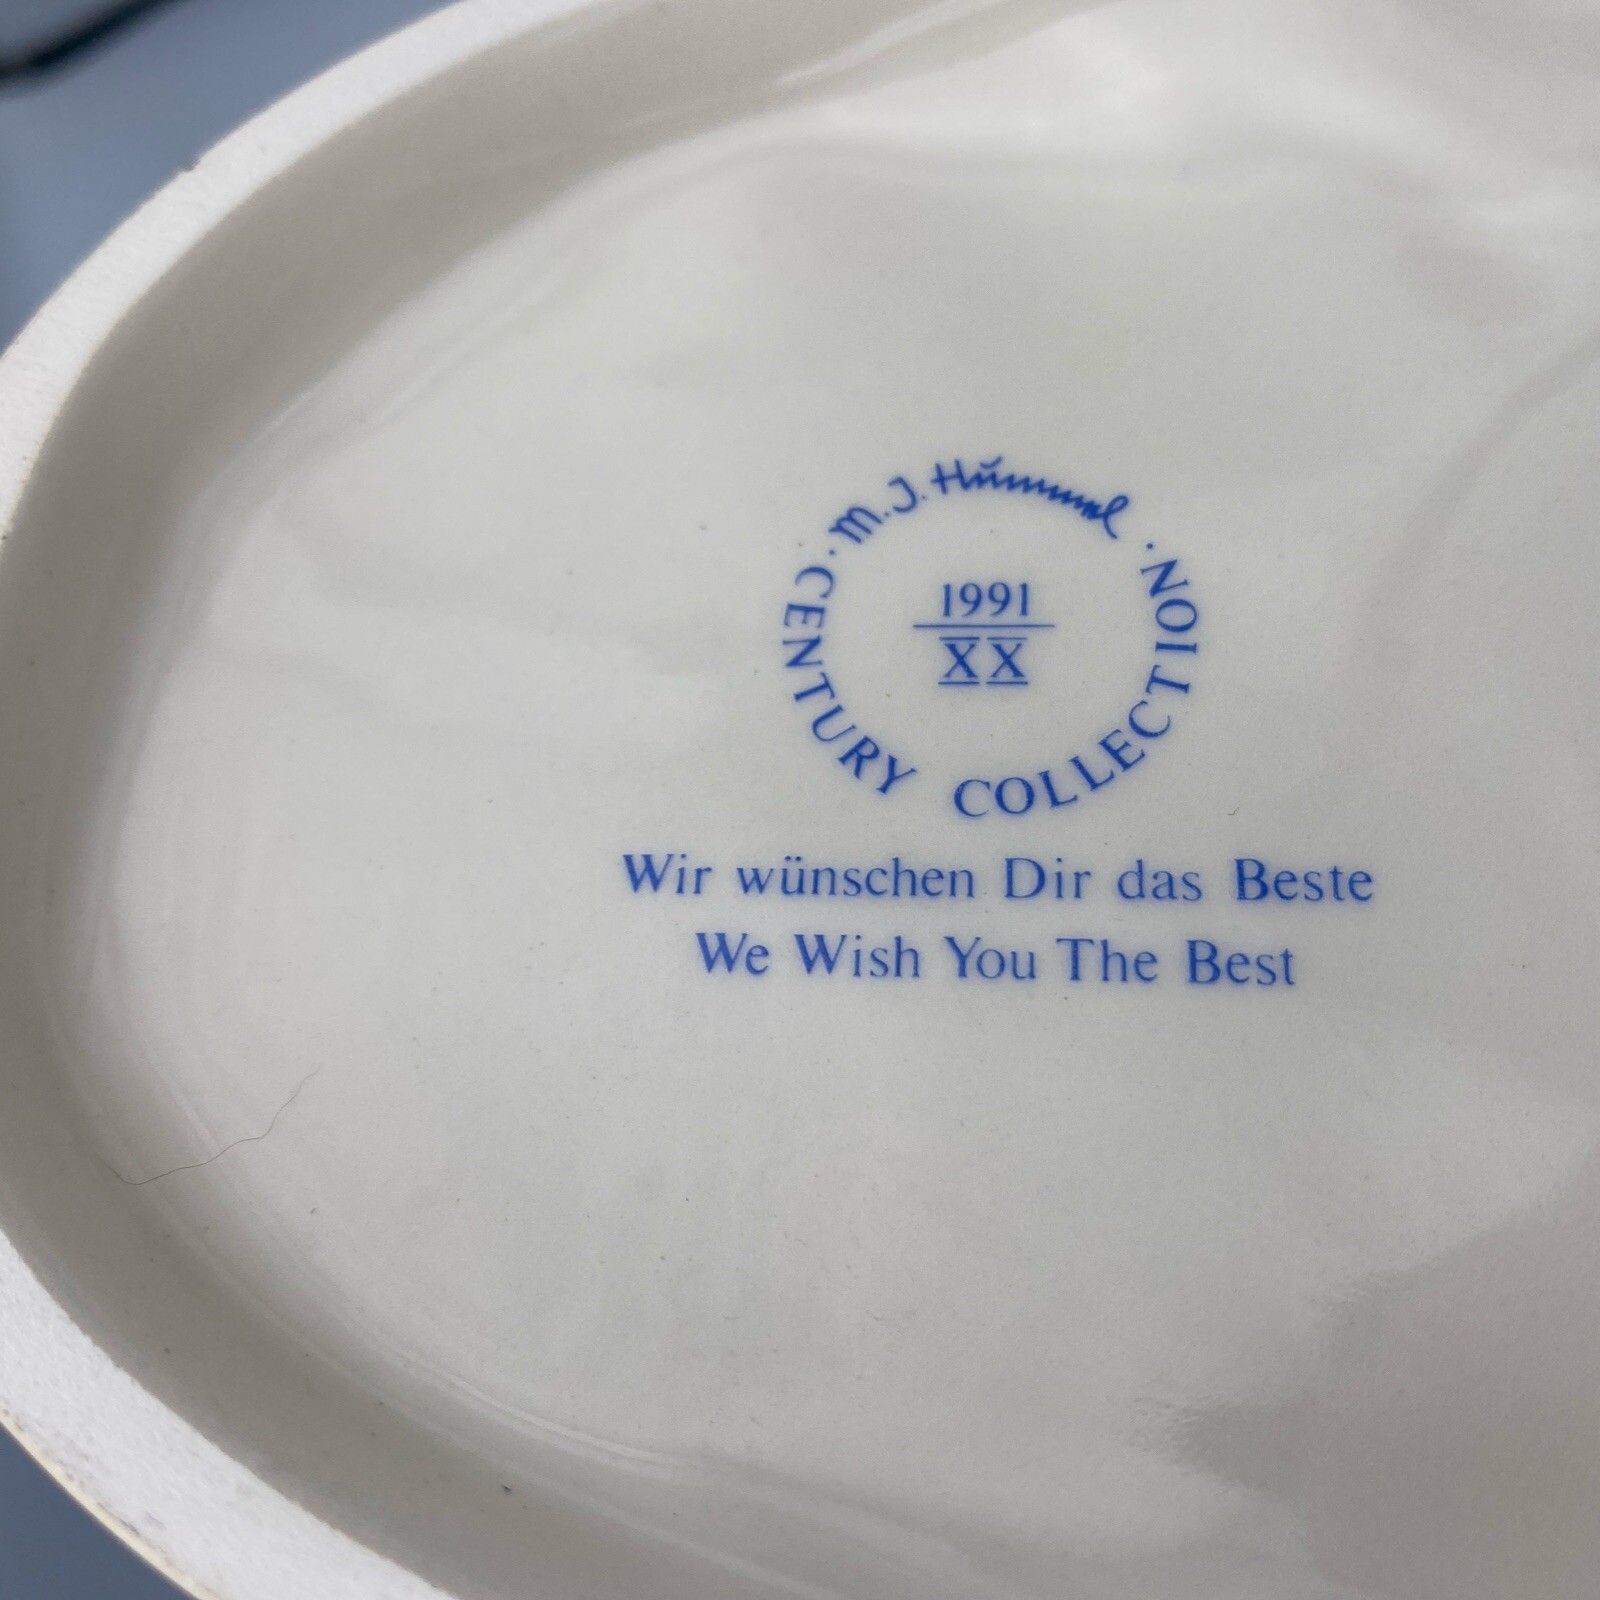 M.J. Hummel
· CENTURY COLLECTION ·
1991
XX
Wir wünschen Dir das Beste
We Wish You The Best